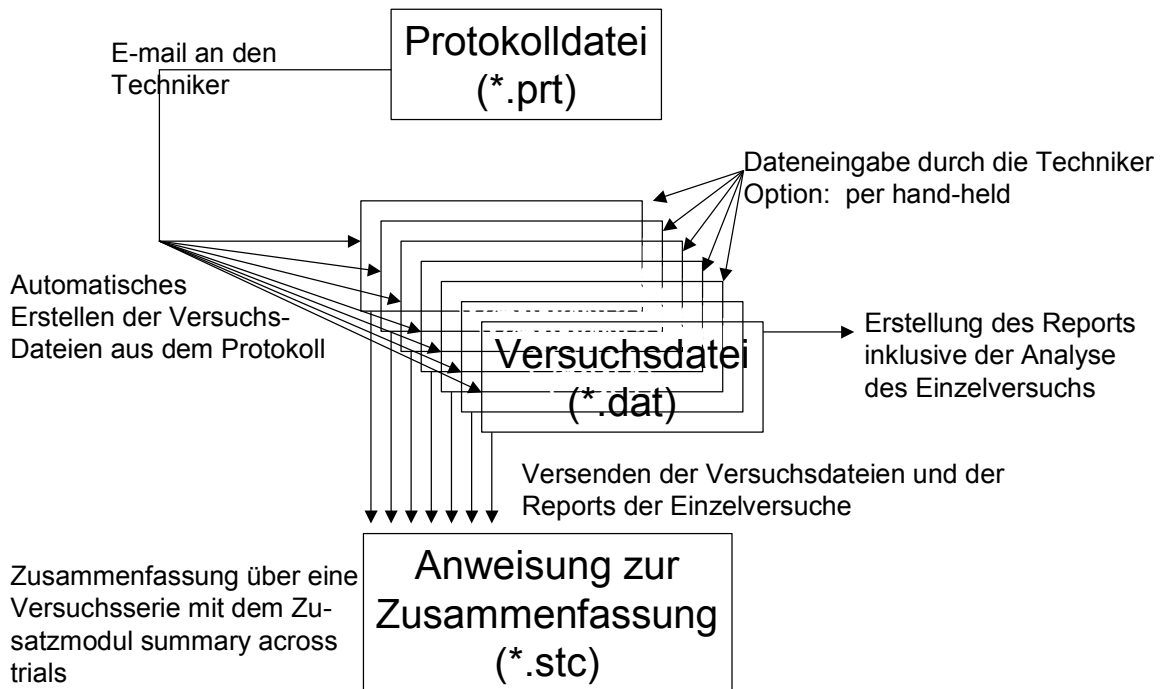 E-mail an den
Techniker
Protokolldatei
(*.prt)
Dateneingabe durch die Techniker
Option:  per hand-held
Automatisches
Erstellen der Versuchs-
Dateien aus dem Protokoll
Versuchsdatei
(*.dat)
Erstellung des Reports
inklusive der Analyse
des Einzelversuchs
Versenden der Versuchsdateien und der
Reports der Einzelversuche
Zusammenfassung über eine
Versuchsserie mit dem Zu-
satzmodul summary across
trials
Anweisung zur
Zusammenfassung
(*.stc)